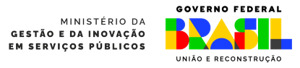 MINISTÉRIO DA
GESTÃO E DA INOVAÇÃO
EM SERVIÇOS PÚBLICOS
GOVERNO FEDERAL
BRASIL
UNIÃO E RECONSTRUÇÃO